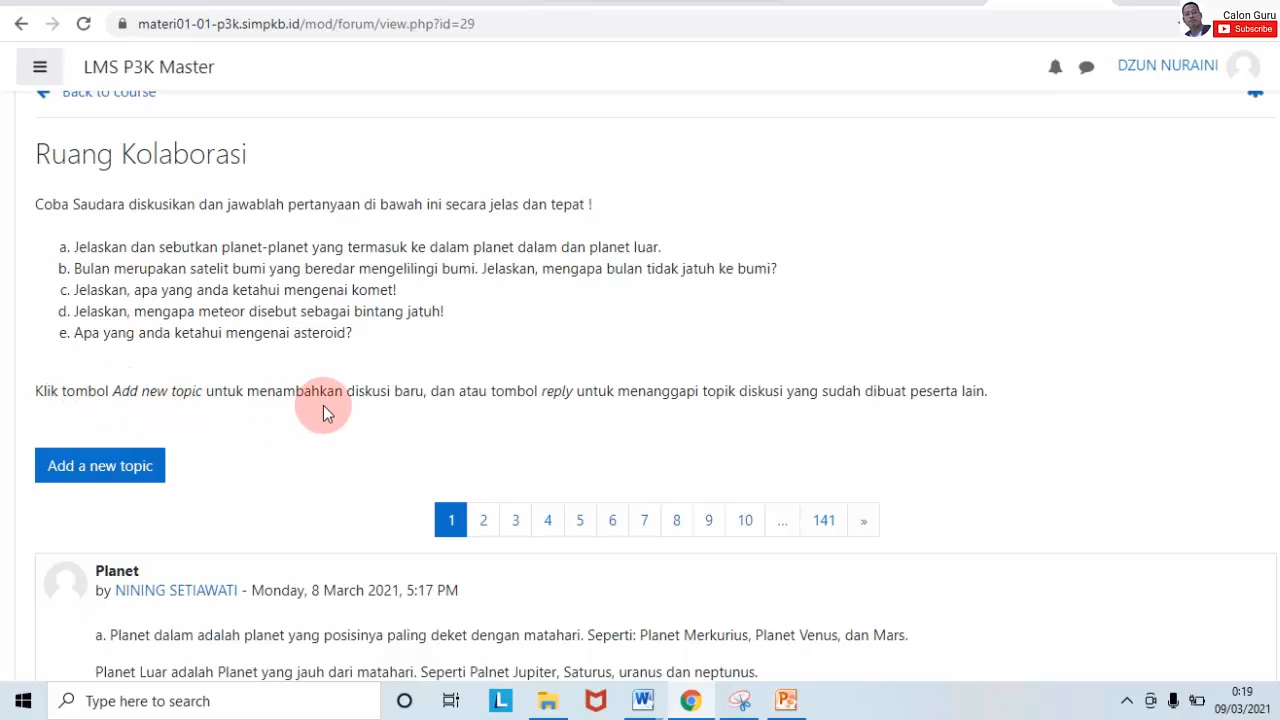 materi01-01-p3k.simpkb.id/mod/forum/view.php?id=29
Calon Guru
Subscribe
LMS P3K Master
DZUN NURAINI
Back to course
Ruang Kolaborasi
Coba Saudara diskusikan dan jawablah pertanyaan di bawah ini secara jelas dan tepat !
a. Jelaskan dan sebutkan planet-planet yang termasuk ke dalam planet dalam dan planet luar.
b. Bulan merupakan satelit bumi yang beredar mengelilingi bumi. Jelaskan, mengapa bulan tidak jatuh ke bumi?
c. Jelaskan, apa yang anda ketahui mengenai komet!
d. Jelaskan, mengapa meteor disebut sebagai bintang jatuh!
e. Apa yang anda ketahui mengenai asteroid?
Klik tombol Add new topic untuk menambahkan diskusi baru, dan atau tombol reply untuk menanggapi topik diskusi yang sudah dibuat peserta lain.
Add a new topic
1 2 3 4 5 6 7 8 9 10 ... 141 »
Planet
by NINING SETIAWATI - Monday, 8 March 2021, 5:17 PM
a. Planet dalam adalah planet yang posisinya paling deket dengan matahari. Seperti: Planet Merkurius, Planet Venus, dan Mars.
Planet Luar adalah Planet yang jauh dari matahari. Seperti Palnet Jupiter, Saturus, uranus dan neptunus.
Type here to search
0:19
09/03/2021